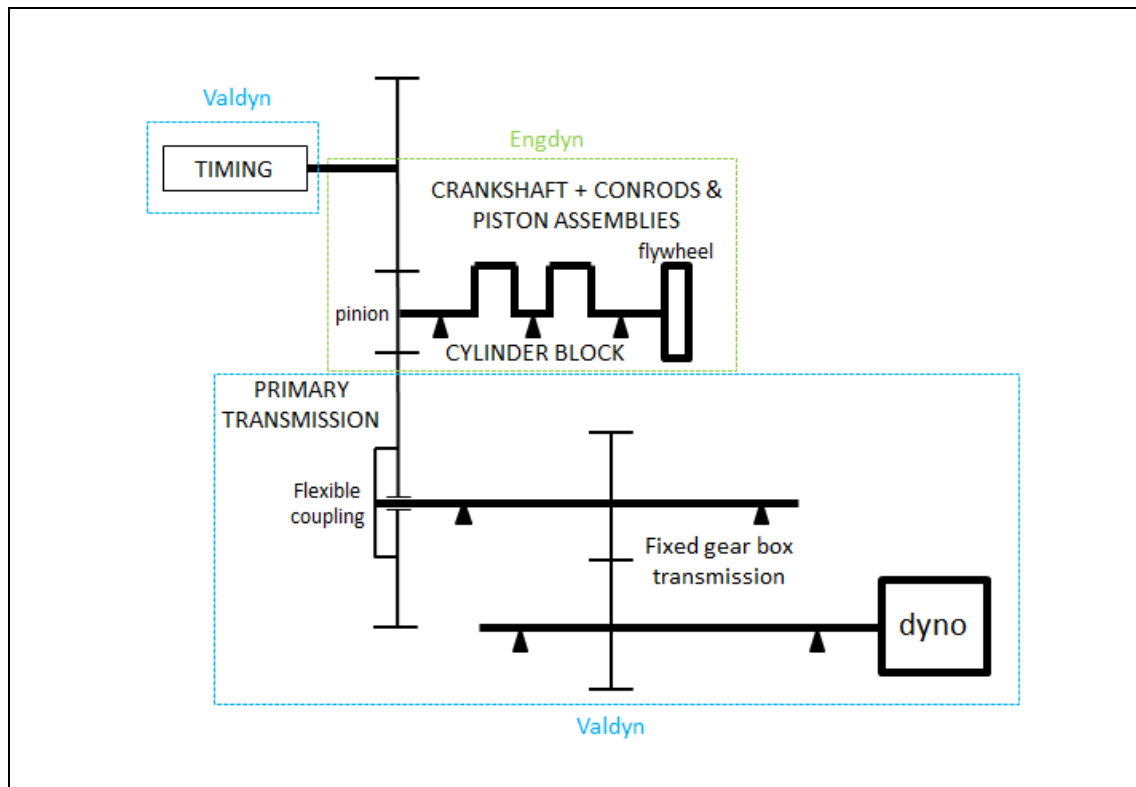 Valdyn
TIMING
Engdyn
CRANKSHAFT + CONRODS &
PISTON ASSEMBLIES
flywheel
pinion
CYLINDER BLOCK
PRIMARY
TRANSMISSION
Flexible
coupling
Fixed gear box
transmission
dyno
Valdyn